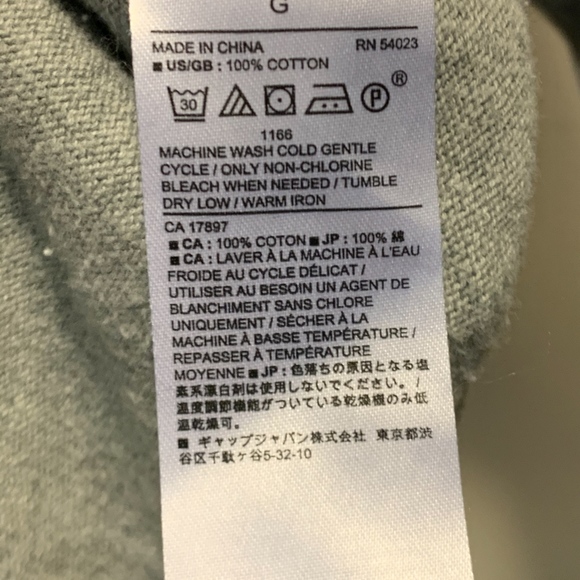 G
MADE IN CHINA RN 54023
■ US/GB : 100% COTTON
30 P ®
1166
MACHINE WASH COLD GENTLE
CYCLE / ONLY NON-CHLORINE
BLEACH WHEN NEEDED / TUMBLE
DRY LOW / WARM IRON
CA 17897
■ CA : 100% COTON ■ JP : 100% 綿
■ CA : LAVER À LA MACHINE À L'EAU
FROIDE AU CYCLE DÉLICAT /
UTILISER AU BESOIN UN AGENT DE
BLANCHIMENT SANS CHLORE
UNIQUEMENT / SÉCHER À LA
MACHINE À BASSE TEMPÉRATURE /
REPASSER À TEMPÉRATURE
MOYENNE ■ JP : 色落ちの原因となる塩
素系漂白剤は使用しないでください。 /
温度調節機能がついている乾燥機のみ低
温乾燥可。
■ ギャップジャパン株式会社 東京都渋
谷区千駄ヶ谷5-32-10